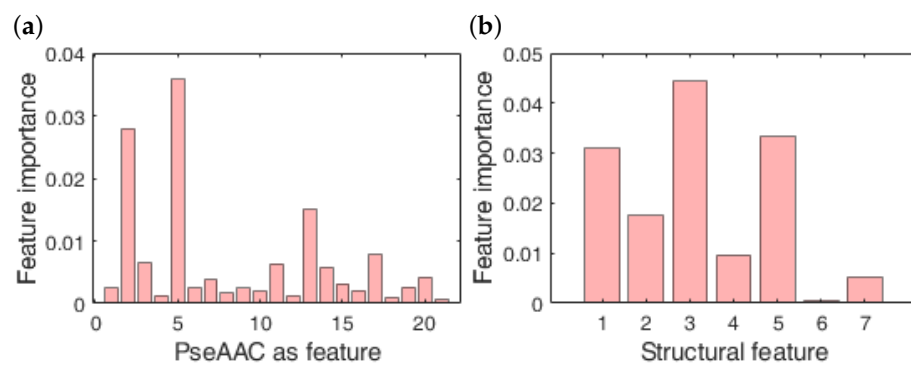 (a)
Feature importance
0.04
0.03
0.02
0.01
0
0 5 10 15 20
PseAAC as feature
(b)
Feature importance
0.05
0.04
0.03
0.02
0.01
0
1 2 3 4 5 6 7
Structural feature